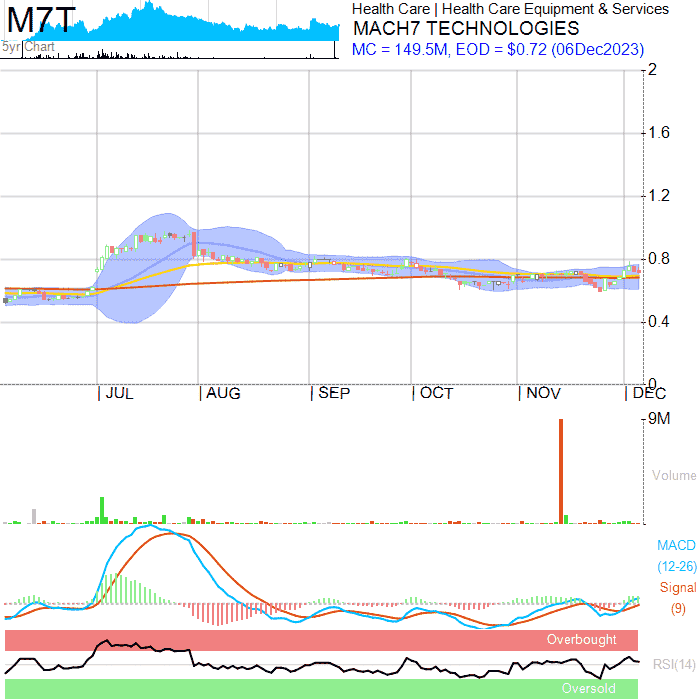 M7T
Health Care | Health Care Equipment & Services
MACH7 TECHNOLOGIES
5yr Chart
MC = 149.5M, EOD = $0.72 (06Dec2023)
2
1.6
1.2
0.8
0.4
0
JUL AUG SEP OCT NOV DEC
9M
Volume
MACD
(12-26)
Signal
(9)
Overbought
RSI(14)
Oversold